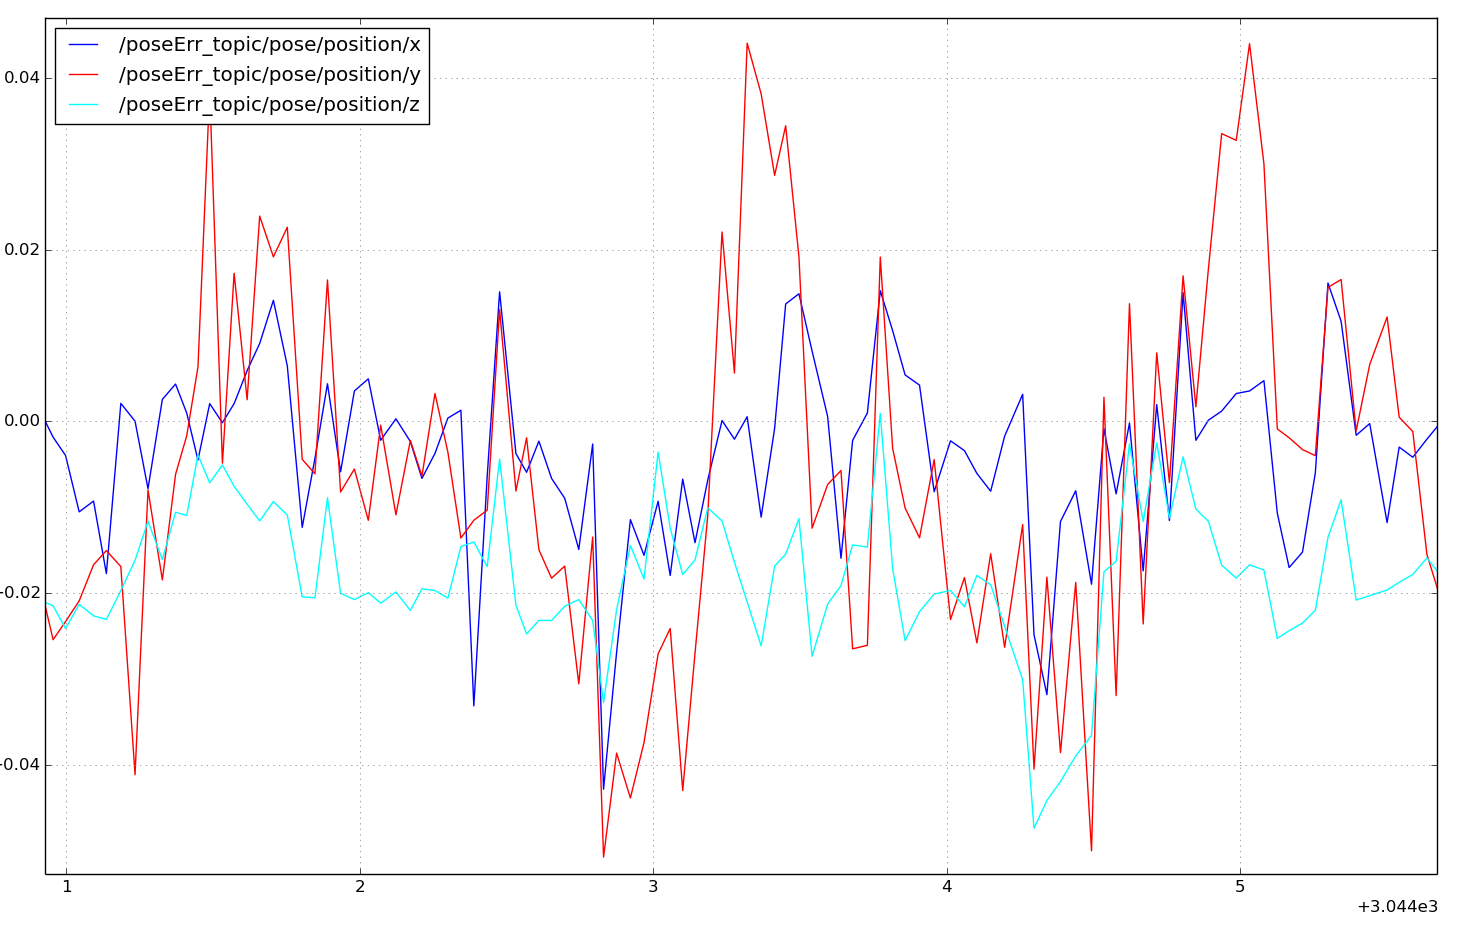 /poseErr_topic/pose/position/x
/poseErr_topic/pose/position/y
/poseErr_topic/pose/position/z
0.04
0.02
0.00
-0.02
-0.04
1 2 3 4 5
+3.044e3